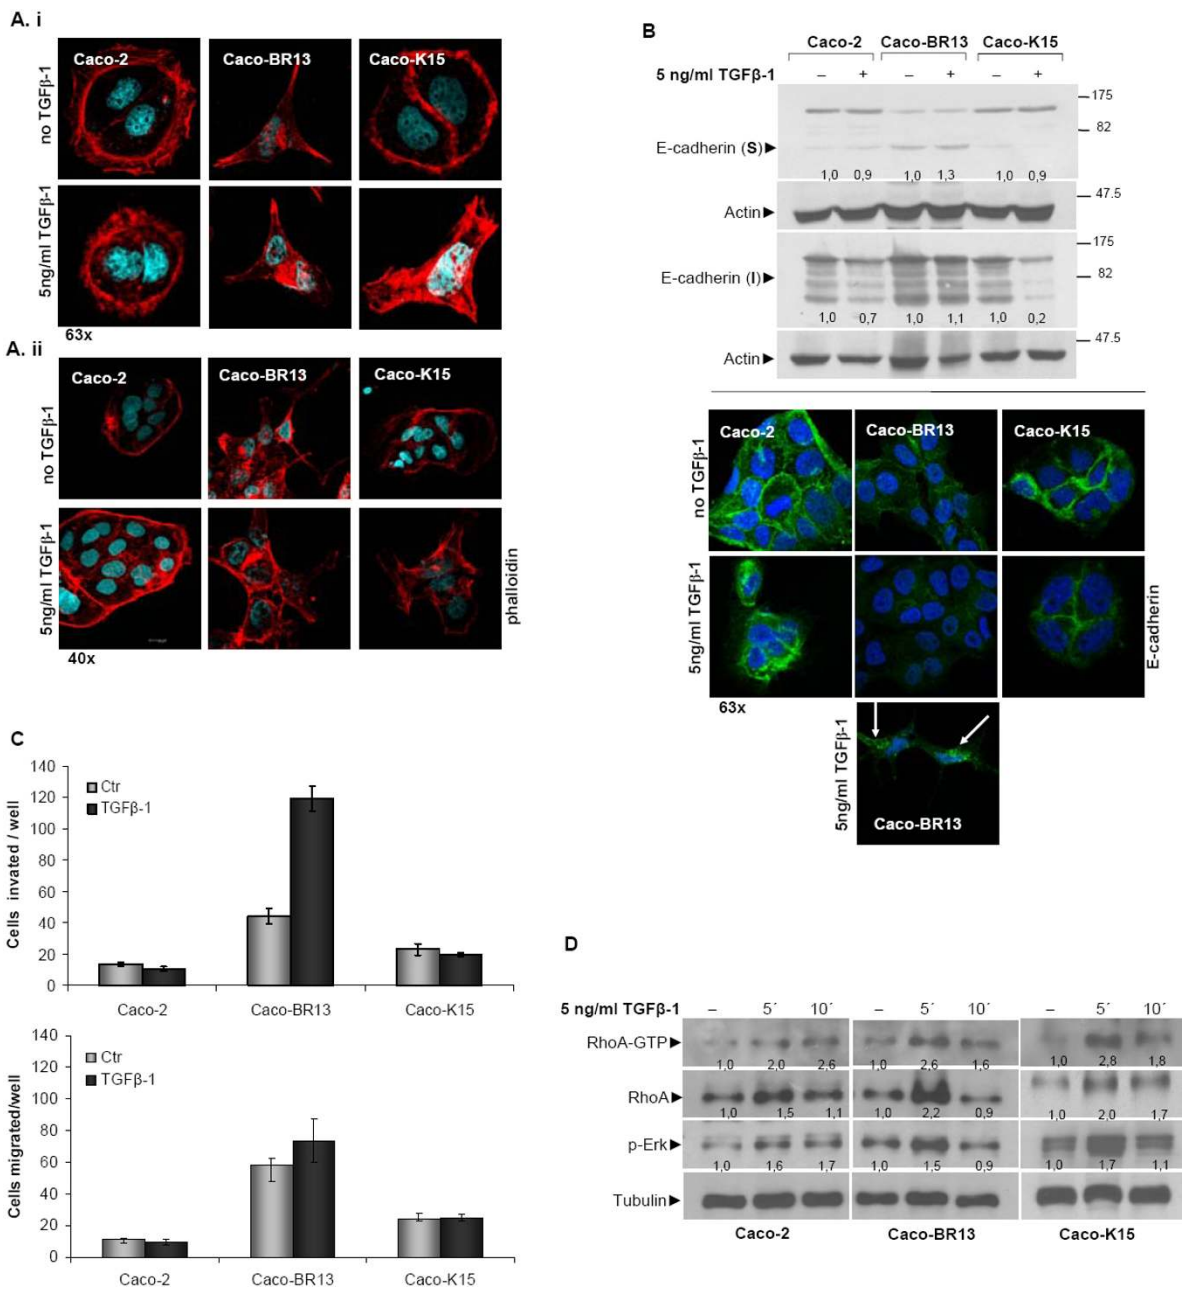 A. i
Caco-2 Caco-BR13 Caco-K15
no TGFβ-1
5ng/ml TGFβ-1
63x
A. ii
Caco-2 Caco-BR13 Caco-K15
no TGFβ-1
5ng/ml TGFβ-1
phalloidin
40x
B
Caco-2 Caco-BR13 Caco-K15
5 ng/ml TGFβ-1 – + – + – +
175
82
E-cadherin (S)
1,0 0,9 1,0 1,3 1,0 0,9
47.5
Actin
175
82
E-cadherin (I)
1,0 0,7 1,0 1,1 1,0 0,2
47.5
Actin
Caco-2 Caco-BR13 Caco-K15
no TGFβ-1
5ng/ml TGFβ-1
E-cadherin
63x
5ng/ml TGFβ-1
Caco-BR13
C
Cells invated / well
140
120
100
80
60
40
20
0
Ctr
TGFβ-1
Caco-2 Caco-BR13 Caco-K15
Cells migrated/well
140
120
100
80
60
40
20
0
Ctr
TGFβ-1
Caco-2 Caco-BR13 Caco-K15
D
5 ng/ml TGFβ-1 – 5´ 10´ – 5´ 10´ – 5´ 10´
RhoA-GTP
1,0 2,0 2,6 1,0 2,6 1,6 1,0 2,8 1,8
RhoA
1,0 1,5 1,1 1,0 2,2 0,9 1,0 2,0 1,7
p-Erk
1,0 1,6 1,7 1,0 1,5 0,9 1,0 1,7 1,1
Tubulin
Caco-2 Caco-BR13 Caco-K15